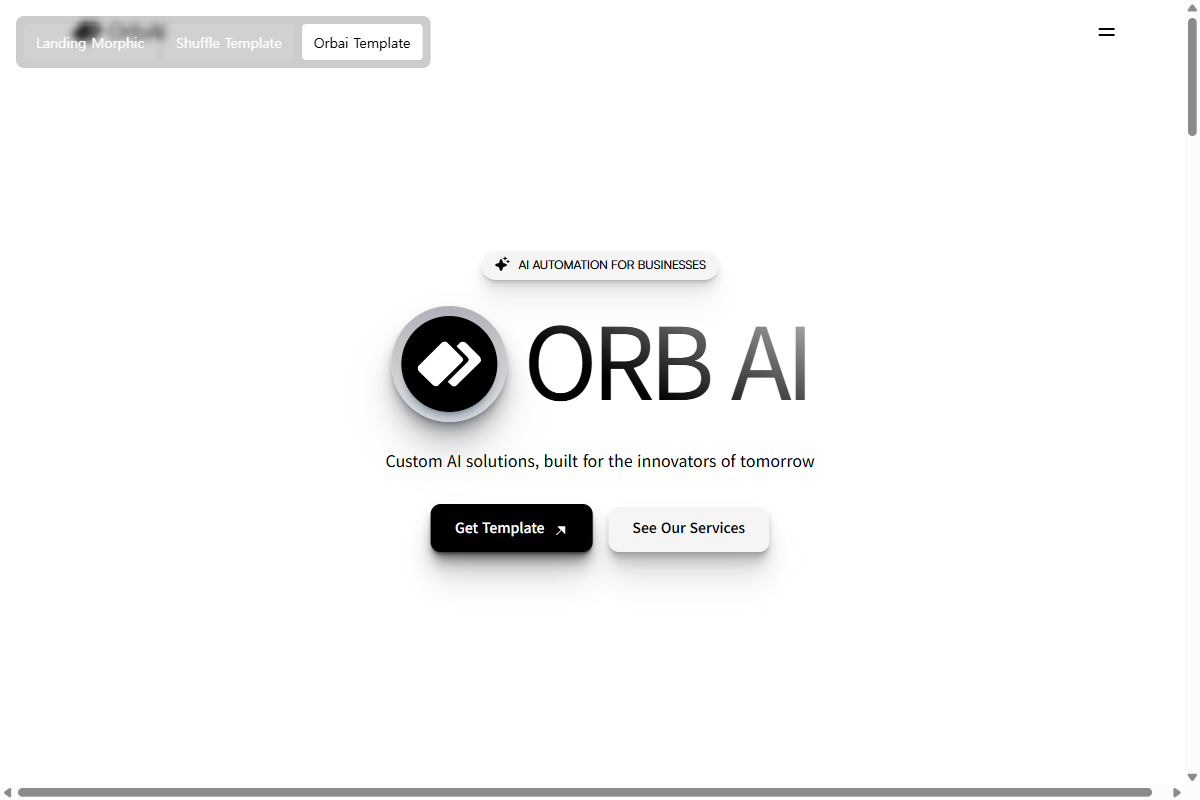 Landing Morphic
Shuffle Template
Orbai Template
AI AUTOMATION FOR BUSINESSES
ORB AI
Custom AI solutions, built for the innovators of tomorrow
Get Template
See Our Services